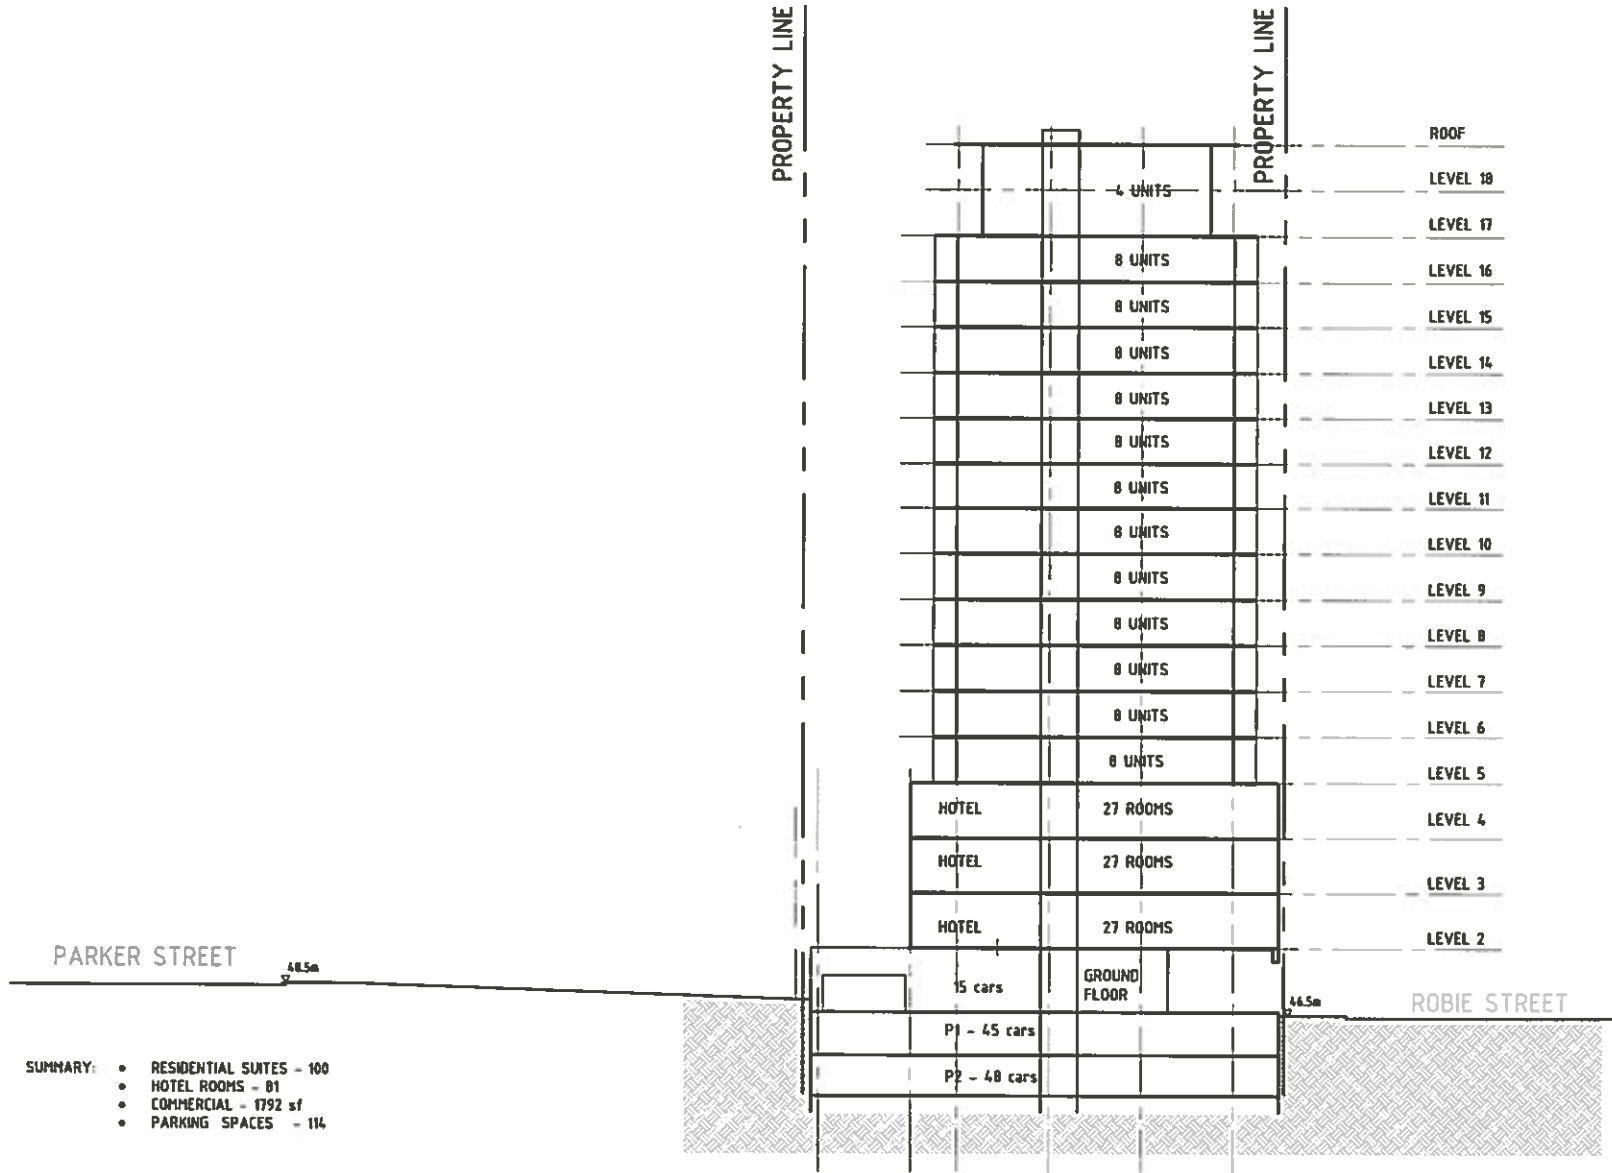 PROPERTY LINE
PROPERTY LINE
ROOF
LEVEL 18
4 UNITS
LEVEL 17
8 UNITS
LEVEL 16
8 UNITS
LEVEL 15
8 UNITS
LEVEL 14
8 UNITS
LEVEL 13
8 UNITS
LEVEL 12
8 UNITS
LEVEL 11
8 UNITS
LEVEL 10
8 UNITS
LEVEL 9
8 UNITS
LEVEL 8
8 UNITS
LEVEL 7
8 UNITS
LEVEL 6
8 UNITS
LEVEL 5
HOTEL 27 ROOMS
LEVEL 4
HOTEL 27 ROOMS
LEVEL 3
HOTEL 27 ROOMS
LEVEL 2
PARKER STREET
48.5m
15 cars
GROUND
FLOOR
46.5m
ROBIE STREET
P1 - 45 cars
P2 - 48 cars
SUMMARY:
• RESIDENTIAL SUITES - 100
• HOTEL ROOMS - 81
• COMMERCIAL - 1792 sf
• PARKING SPACES - 114